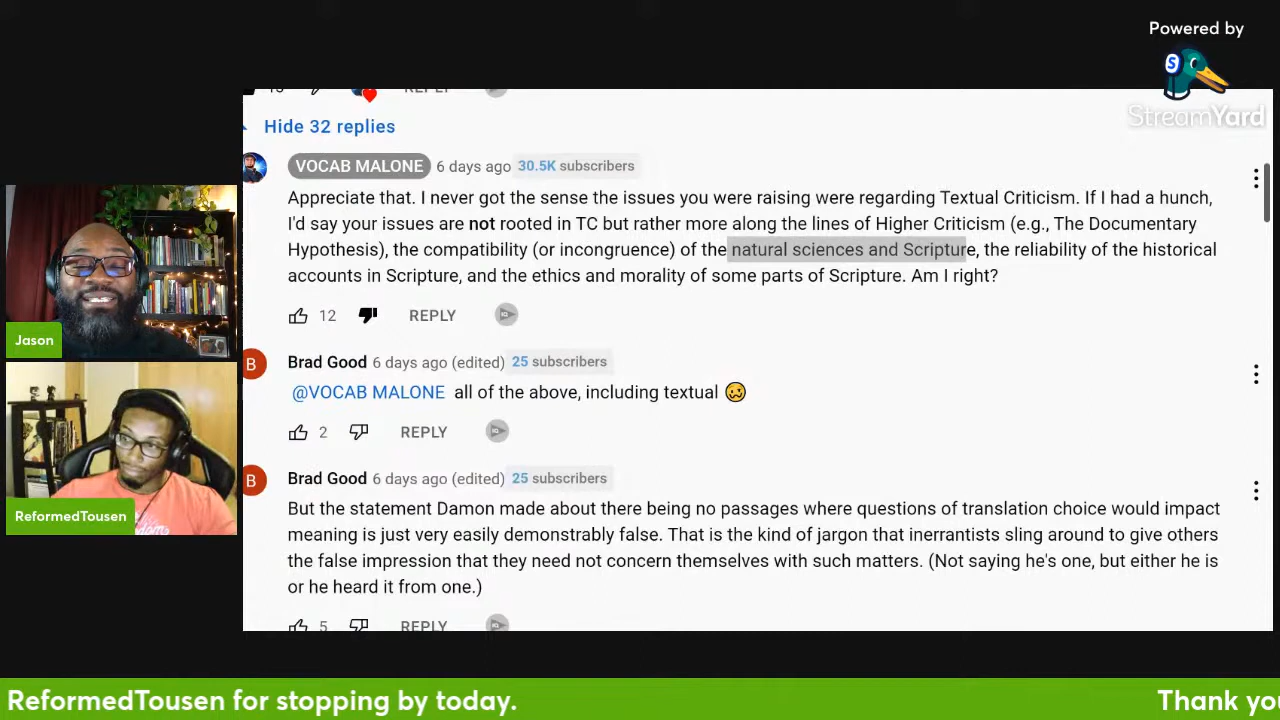 Powered by
StreamYard
REPLY
Hide 32 replies
VOCAB MALONE 6 days ago 30.5K subscribers
Appreciate that. I never got the sense the issues you were raising were regarding Textual Criticism. If I had a hunch,
I'd say your issues are not rooted in TC but rather more along the lines of Higher Criticism (e.g., The Documentary
Hypothesis), the compatibility (or incongruence) of the natural sciences and Scripture, the reliability of the historical
accounts in Scripture, and the ethics and morality of some parts of Scripture. Am I right?
12 REPLY
B Brad Good 6 days ago (edited) 25 subscribers
@VOCAB MALONE all of the above, including textual 🥴
2 REPLY
B Brad Good 6 days ago (edited) 25 subscribers
But the statement Damon made about there being no passages where questions of translation choice would impact
meaning is just very easily demonstrably false. That is the kind of jargon that inerrantists sling around to give others
the false impression that they need not concern themselves with such matters. (Not saying he's one, but either he is
or he heard it from one.)
5 REPLY
Jason
ReformedTousen
ReformedTousen for stopping by today. Thank you